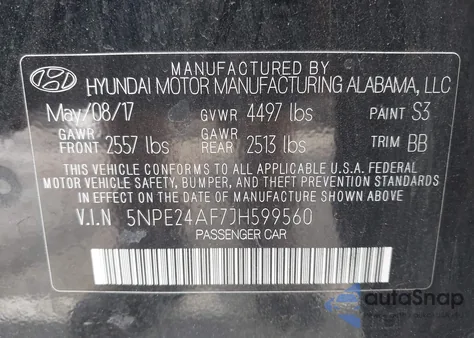 MANUFACTURED BY
HYUNDAI MOTOR MANUFACTURING ALABAMA, LLC
May/08/17 GVWR 4497 lbs PAINT S3
GAWR FRONT 2557 lbs GAWR REAR 2513 lbs TRIM BB
THIS VEHICLE CONFORMS TO ALL APPLICABLE U.S.A. FEDERAL
MOTOR VEHICLE SAFETY, BUMPER, AND THEFT PREVENTION STANDARDS
IN EFFECT ON THE DATE OF MANUFACTURE SHOWN ABOVE.
V.I.N 5NPE24AF7JH599560
PASSENGER CAR
autoSnap